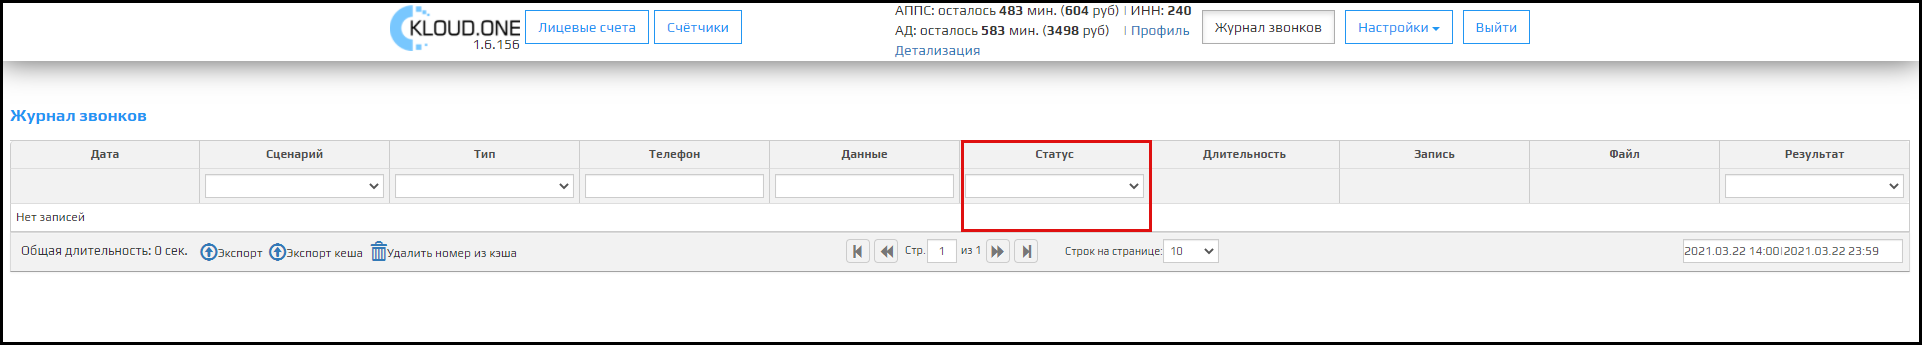 KLOUD.ONE
1.6.156
Лицевые счета
Счётчики
АППС: осталось 483 мин. (604 руб) | ИНН: 240
АД: осталось 583 мин. (3498 руб) | Профиль
Детализация
Журнал звонков
Настройки
Выйти
Журнал звонков
Дата Сценарий Тип Телефон Данные Статус Длительность Запись Файл Результат
Нет записей
Общая длительность: 0 сек. Экспорт Экспорт кеша Удалить номер из кэша Стр. 1 из 1 Строк на странице: 10 2021.03.22 14:00|2021.03.22 23:59